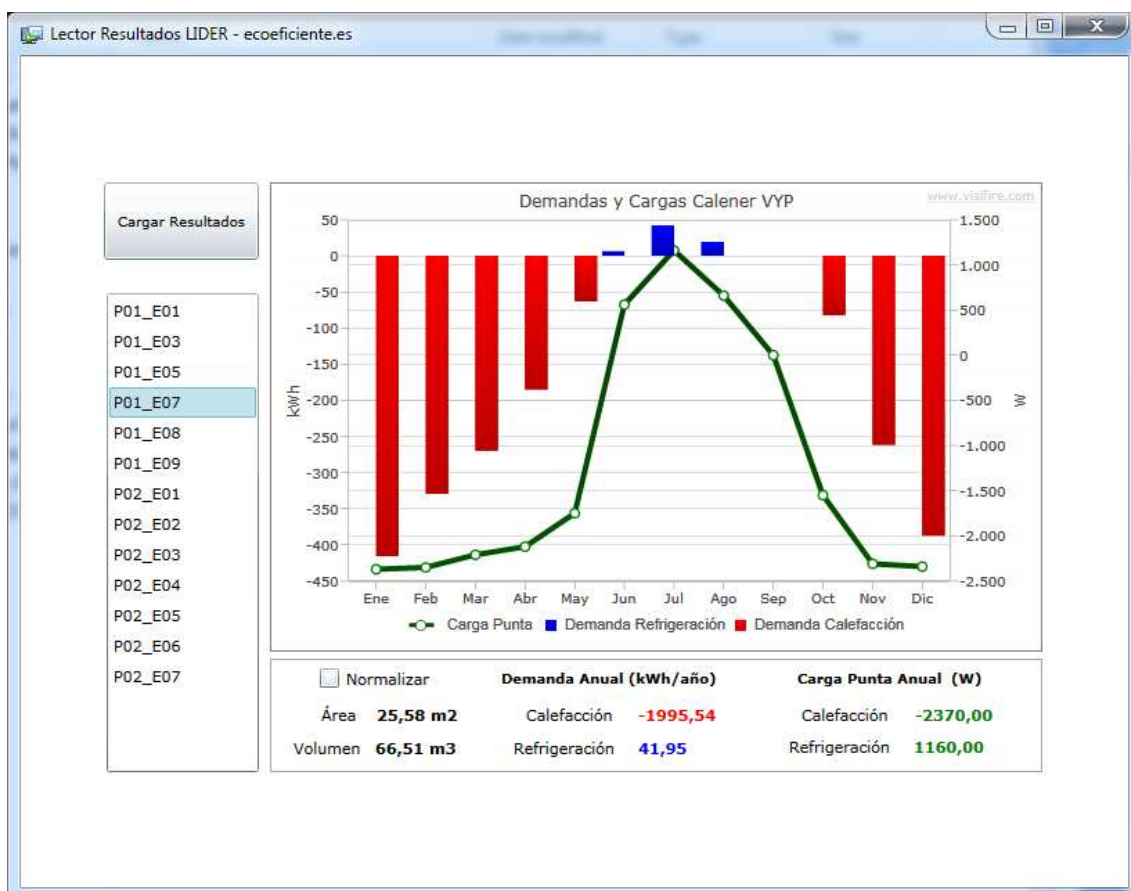 Lector Resultados LIDER - ecoeficiente.es
Cargar Resultados
P01_E01
P01_E03
P01_E05
P01_E07
P01_E08
P01_E09
P02_E01
P02_E02
P02_E03
P02_E04
P02_E05
P02_E06
P02_E07
Demandas y Cargas Calener VYP
www.visifire.com
kWh
50
0
-50
-100
-150
-200
-250
-300
-350
-400
-450
1.500
1.000
500
0
-500
-1.000
-1.500
-2.000
-2.500
W
Ene Feb Mar Abr May Jun Jul Ago Sep Oct Nov Dic
Carga Punta Demanda Refrigeración Demanda Calefacción
Normalizar Demanda Anual (kWh/año) Carga Punta Anual (W)
Área 25,58 m2 Calefacción -1995,54 Calefacción -2370,00
Volumen 66,51 m3 Refrigeración 41,95 Refrigeración 1160,00